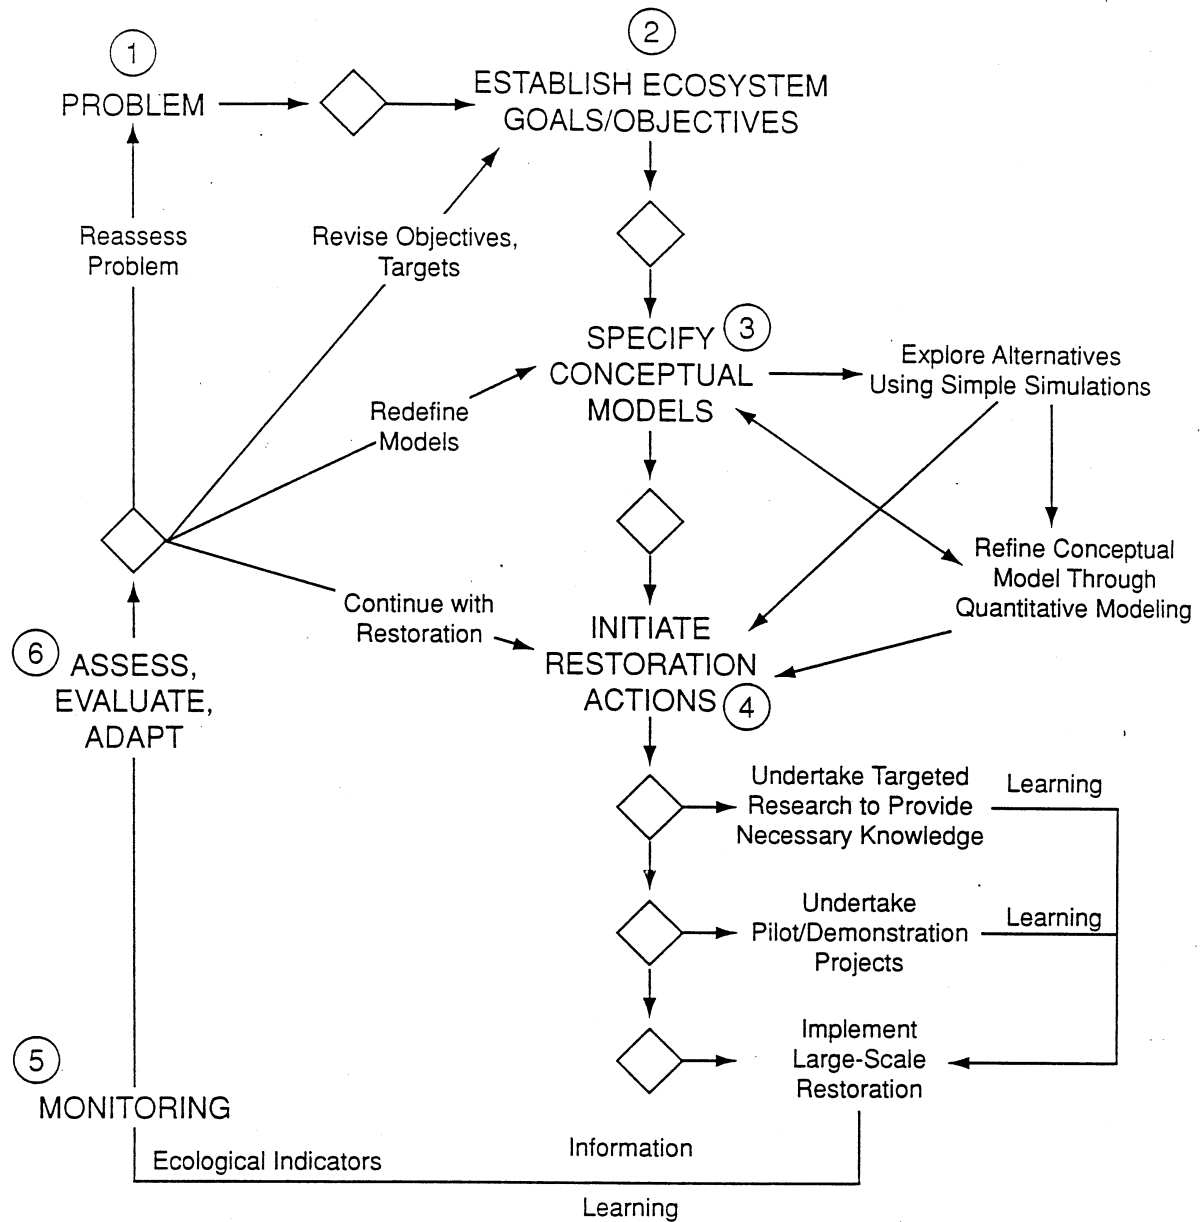 1
PROBLEM
2
ESTABLISH ECOSYSTEM
GOALS/OBJECTIVES
Reassess
Problem
Revise Objectives,
Targets
3
SPECIFY
CONCEPTUAL
MODELS
Explore Alternatives
Using Simple Simulations
Redefine
Models
Refine Conceptual
Model Through
Quantitative Modeling
Continue with
Restoration
INITIATE
RESTORATION
ACTIONS
4
6
ASSESS,
EVALUATE,
ADAPT
Undertake Targeted
Research to Provide
Necessary Knowledge
Learning
Undertake
Pilot/Demonstration
Projects
Learning
Implement
Large-Scale
Restoration
5
MONITORING
Ecological Indicators
Information
Learning